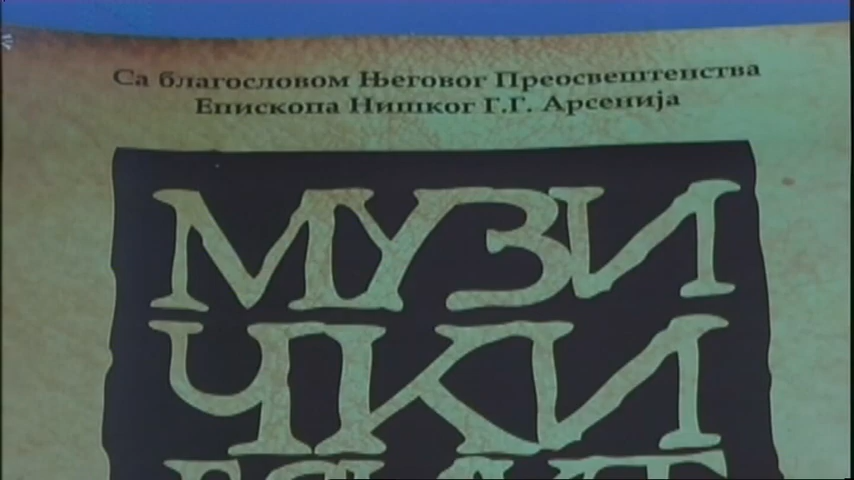 Са благословом Његовог Преосвештенства
Епископа Нишког Г.Г. Арсенија
МУЗИ
ЧКИ